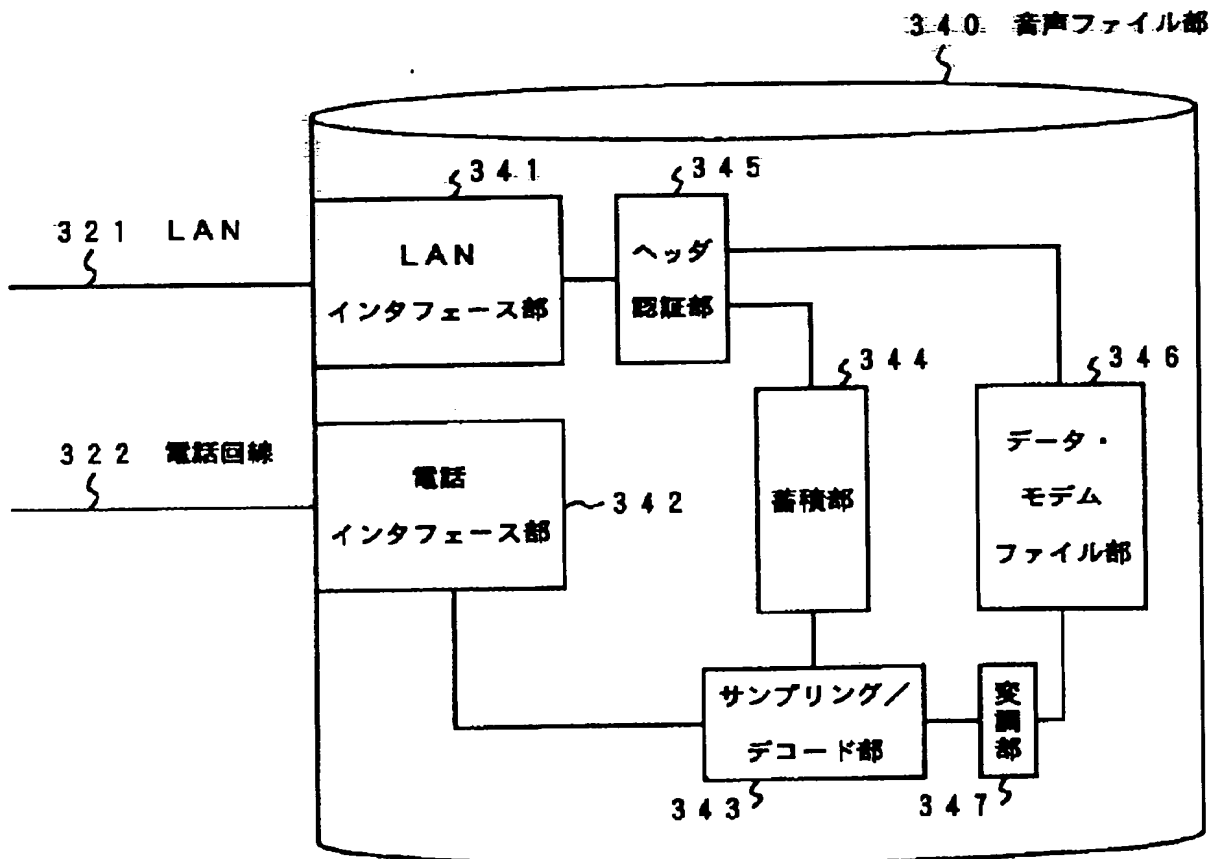 340 音声ファイル部
341
345
321 LAN
LAN
インタフェース部
ヘッダ
認証部
344
346
322 電話回線
電話
インタフェース部
342
蓄積部
データ・
モデム
ファイル部
サンプリング/
デコード部
変調部
343
347